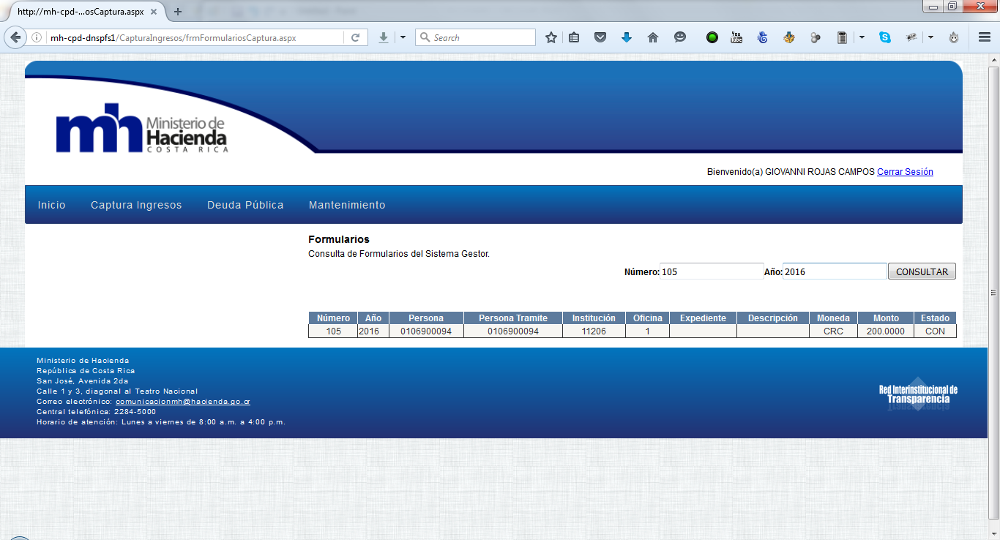 http://mh-cpd-...osCaptura.aspx
mh-cpd-dnspfs1/CapturaIngresos/frmFormulariosCaptura.aspx
Search
You
Tube
mh
Ministerio de
Hacienda
COSTA RICA
Bienvenido(a) GIOVANNI ROJAS CAMPOS Cerrar Sesión
Inicio Captura Ingresos Deuda Pública Mantenimiento
Formularios
Consulta de Formularios del Sistema Gestor.
Número: 105 Año: 2016 CONSULTAR
Número Año Persona Persona Tramite Institución Oficina Expediente Descripción Moneda Monto Estado
105 2016 0106900094 0106900094 11206 1 CRC 200.0000 CON
Ministerio de Hacienda
República de Costa Rica
San José, Avenida 2da
Calle 1 y 3, diagonal al Teatro Nacional
Correo electrónico: comunicacionmh@hacienda.go.cr
Central telefónica: 2284-5000
Horario de atención: Lunes a viernes de 8:00 a.m. a 4:00 p.m.
Red Interinstitucional de
Transparencia